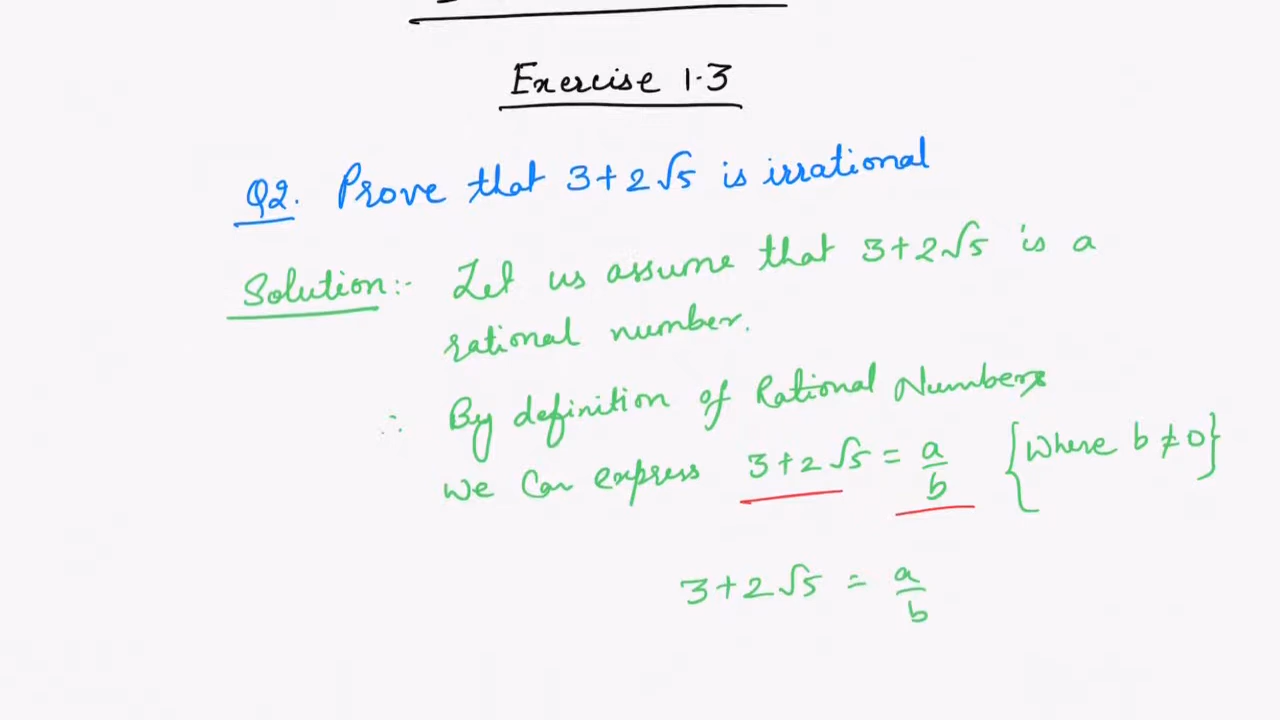 Exercise 1.3
Q2. Prove that 3+2√5 is irrational
Solution:- Let us assume that 3+2√5 is a
rational number.
∴ By definition of Rational Numbers
we can express 3+2√5 = a/b {Where b≠0}
3+2√5 = a/b